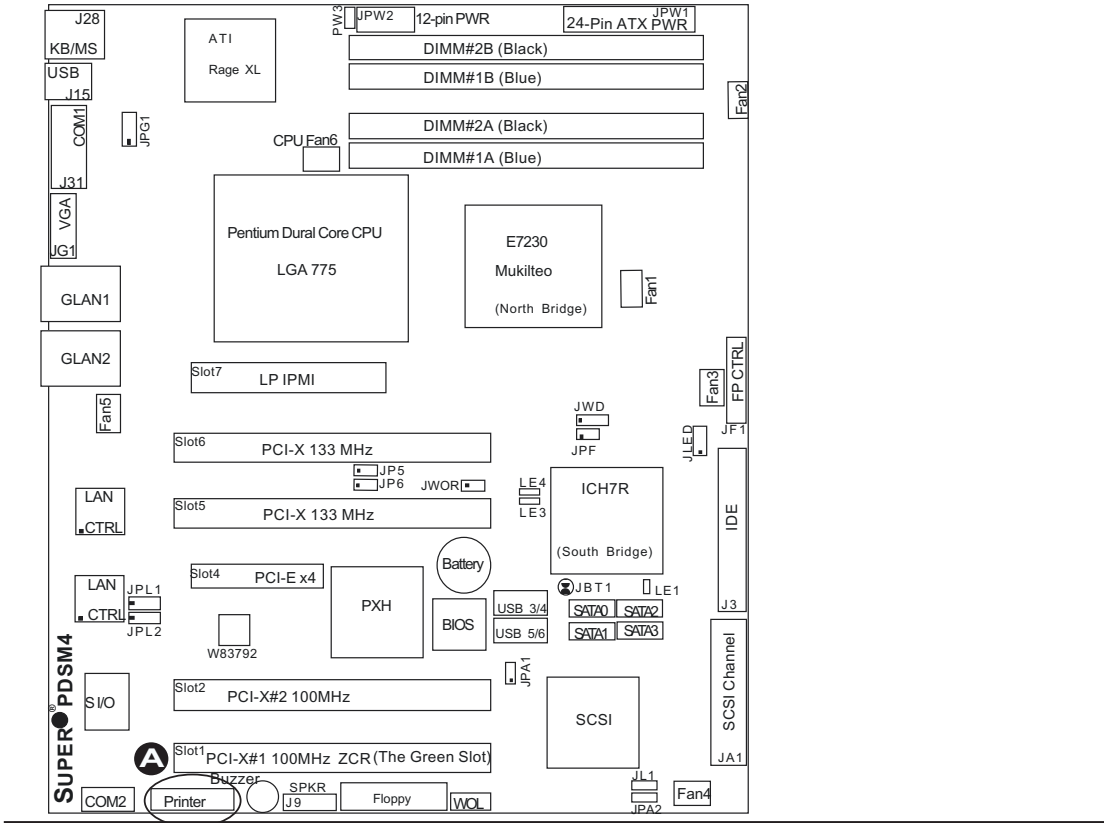 J28
KB/MS
USB
J15
COM1
J31
VGA
JG1
GLAN1
GLAN2
Fan5
JPG1
ATI
Rage XL
PW3
JPW2
12-pin PWR
JPW1
24-Pin ATX PWR
DIMM#2B (Black)
DIMM#1B (Blue)
DIMM#2A (Black)
DIMM#1A (Blue)
Fan2
CPU Fan6
Pentium Dural Core CPU
LGA 775
E7230
Mukilteo
(North Bridge)
Fan1
Slot7
LP IPMI
Fan3
FP CTRL
JF1
JLED
JWD
JPF
Slot6
PCI-X 133 MHz
JP5
JP6
JWOR
LE4
LE3
ICH7R
(South Bridge)
IDE
J3
Slot5
PCI-X 133 MHz
LAN
CTRL
Battery
Slot4
PCI-E x4
PXH
BIOS
USB 3/4
USB 5/6
JBT1
LE1
SATA0
SATA2
SATA1
SATA3
LAN
CTRL
JPL1
JPL2
W83792
JPA1
SCSI Channel
JA1
S I/O
Slot2
PCI-X#2 100MHz
SCSI
SUPER® PDSM4
A
Slot1
PCI-X#1 100MHz ZCR (The Green Slot)
Buzzer
COM2
Printer
SPKR
J9
Floppy
WOL
JL1
JPA2
Fan4